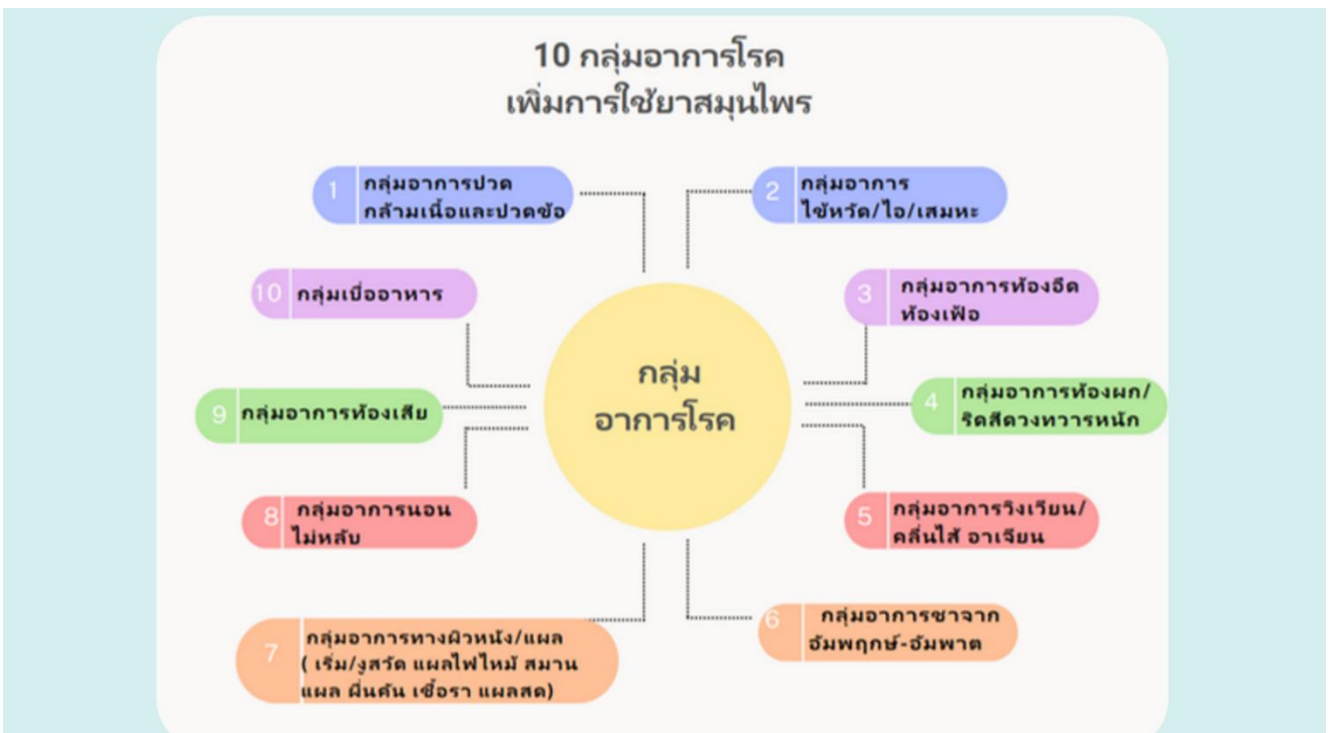 10 กลุ่มอาการโรค
เพิ่มการใช้ยาสมุนไพร
1
กลุ่มอาการปวด
กล้ามเนื้อและปวดข้อ
2
กลุ่มอาการ
ไข้หวัด/ไอ/เสมหะ
3
กลุ่มอาการท้องอืด
ท้องเฟ้อ
4
กลุ่มอาการท้องผก/
ริดสีดวงทวารหนัก
5
กลุ่มอาการวิงเวียน/
คลื่นไส้ อาเจียน
6
กลุ่มอาการชาจาก
อัมพฤกษ์-อัมพาต
7
กลุ่มอาการทางผิวหนัง/แผล
( เริ่ม/งูสวัด แผลไฟไหม้ สมาน
แผล ผื่นคัน เชื้อรา แผลสด)
8
กลุ่มอาการนอน
ไม่หลับ
9
กลุ่มอาการท้องเสีย
10
กลุ่มเบื่ออาหาร
กลุ่ม
อาการโรค